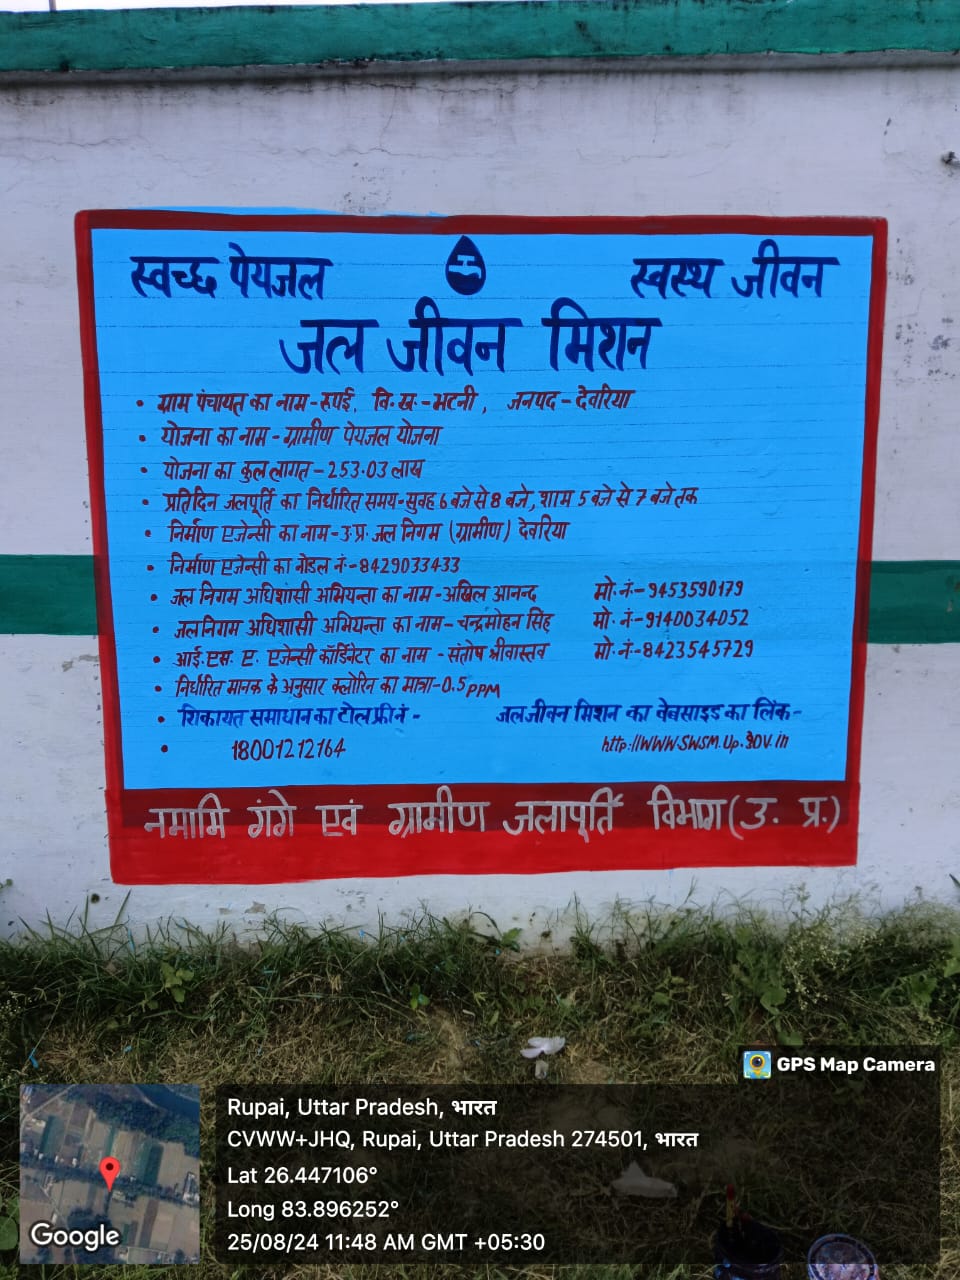 स्वच्छ पेयजल स्वस्थ जीवन
जल जीवन मिशन
• ग्राम पंचायत का नाम - रुपई, वि.ख.-भटनी, जनपद - देवरिया
• योजना का नाम - ग्रामीण पेयजल योजना
• योजना का कुल लागत - 253.03 लाख
• प्रतिदिन जलपूर्ति का निर्धारित समय-सुवह 6 बजे से 8 बजे, शाम 5 बजे से 7 बजे तक
• निर्माण एजेन्सी का नाम-उ.प्र. जल निगम (ग्रामीण) देवरिया
• निर्माण एजेन्सी का नोडल नं.-8429033433
• जल निगम अधिशांसी अभियन्ता का नाम - अखिल आनन्द मो.नं.-9453590179
• जल निगम अधिशासी अभियन्ता का नाम - चन्द्रमोहन सिंह मो.नं.-9140034052
• आई.एस.ए. एजेन्सी कॉर्डिनेटर का नाम - संतोष श्रीवास्तव मो.नं.-8423545729
• निर्धारित मानक के अनुसार क्लोरिन का मात्रा-0.5 PPM
• शिकायत समाधान का टोल फ्री नं - जल जीवन मिशन का वेबसाइड का लिंक-
• 18001212164 http://WWW.SWSM.Up.gov.in
नमामि गंगे एवं ग्रामीण जलापूर्ति विभाग (उ. प्र.)
GPS Map Camera
Rupai, Uttar Pradesh, भारत
CVWW+JHQ, Rupai, Uttar Pradesh 274501, भारत
Lat 26.447106°
Long 83.896252°
25/08/24 11:48 AM GMT +05:30
Google